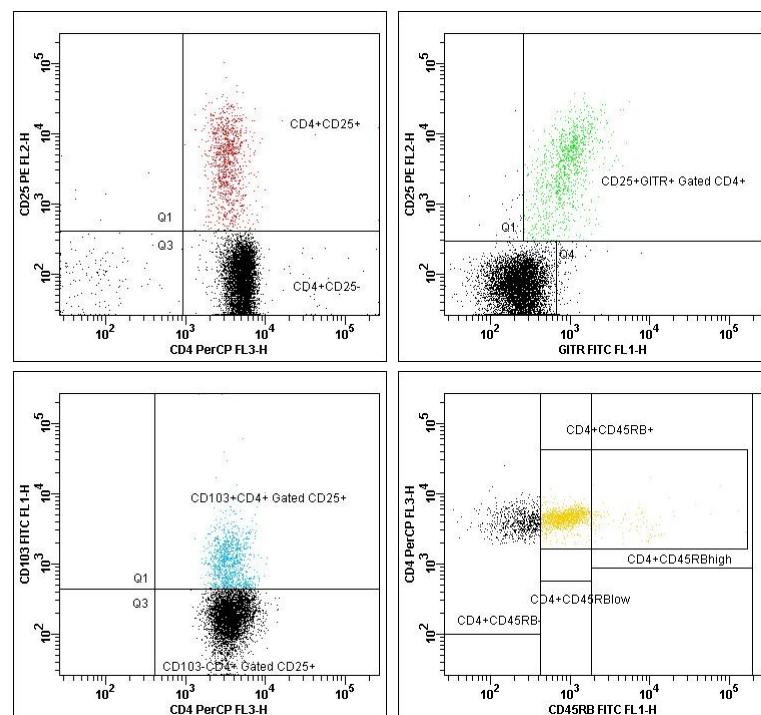 CD25 PE FL2-H
10^5
10^4
10^3
10^2
CD4+CD25+
Q1
Q3
CD4+CD25-
10^2 10^3 10^4 10^5
CD4 PerCP FL3-H
CD25 PE FL2-H
10^5
10^4
10^3
10^2
CD25+GITR+ Gated CD4+
Q1
Q4
10^2 10^3 10^4 10^5
GITR FITC FL1-H
CD103 FITC FL1-H
10^5
10^4
10^3
10^2
CD103+CD4+ Gated CD25+
Q1
Q3
CD103-CD4+ Gated CD25+
10^2 10^3 10^4 10^5
CD4 PerCP FL3-H
CD4 PerCP FL3-H
10^5
10^4
10^3
10^2
CD4+CD45RB+
CD4+CD45RBhigh
CD4+CD45RBlow
CD4+CD45RB-
10^2 10^3 10^4 10^5
CD45RB FITC FL1-H